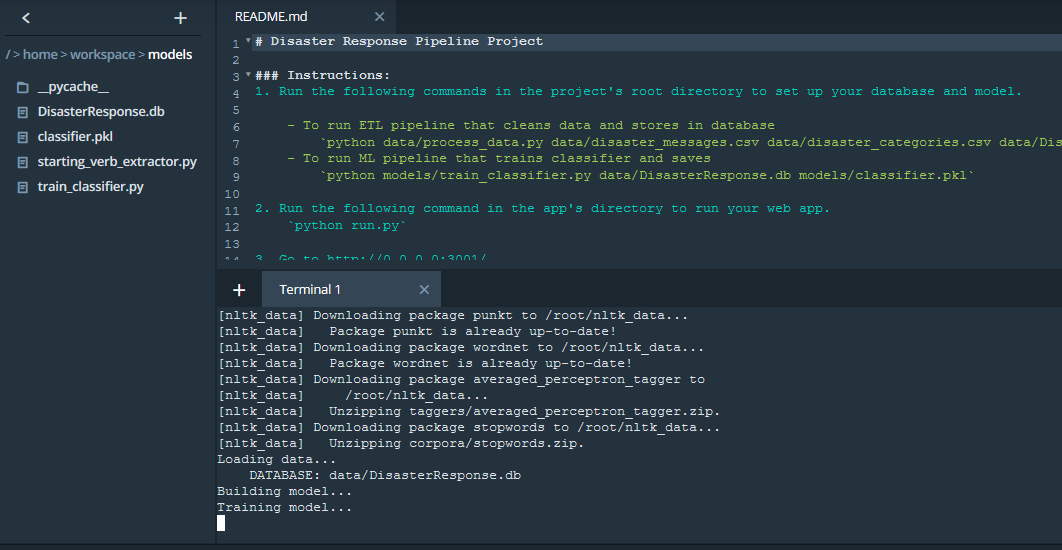 README.md
/ > home > workspace > models
__pycache__
DisasterResponse.db
classifier.pkl
starting_verb_extractor.py
train_classifier.py
1 # Disaster Response Pipeline Project
2
3 ### Instructions:
4 1. Run the following commands in the project's root directory to set up your database and model.
5
6 - To run ETL pipeline that cleans data and stores in database
7 `python data/process_data.py data/disaster_messages.csv data/disaster_categories.csv data/Dis
8 - To run ML pipeline that trains classifier and saves
9 `python models/train_classifier.py data/DisasterResponse.db models/classifier.pkl`
10
11 2. Run the following command in the app's directory to run your web app.
12 `python run.py`
13
14 3. Go to http://0.0.0.0:3001/
Terminal 1
[nltk_data] Downloading package punkt to /root/nltk_data...
[nltk_data]   Package punkt is already up-to-date!
[nltk_data] Downloading package wordnet to /root/nltk_data...
[nltk_data]   Package wordnet is already up-to-date!
[nltk_data] Downloading package averaged_perceptron_tagger to
[nltk_data]     /root/nltk_data...
[nltk_data]   Unzipping taggers/averaged_perceptron_tagger.zip.
[nltk_data] Downloading package stopwords to /root/nltk_data...
[nltk_data]   Unzipping corpora/stopwords.zip.
Loading data...
    DATABASE: data/DisasterResponse.db
Building model...
Training model...